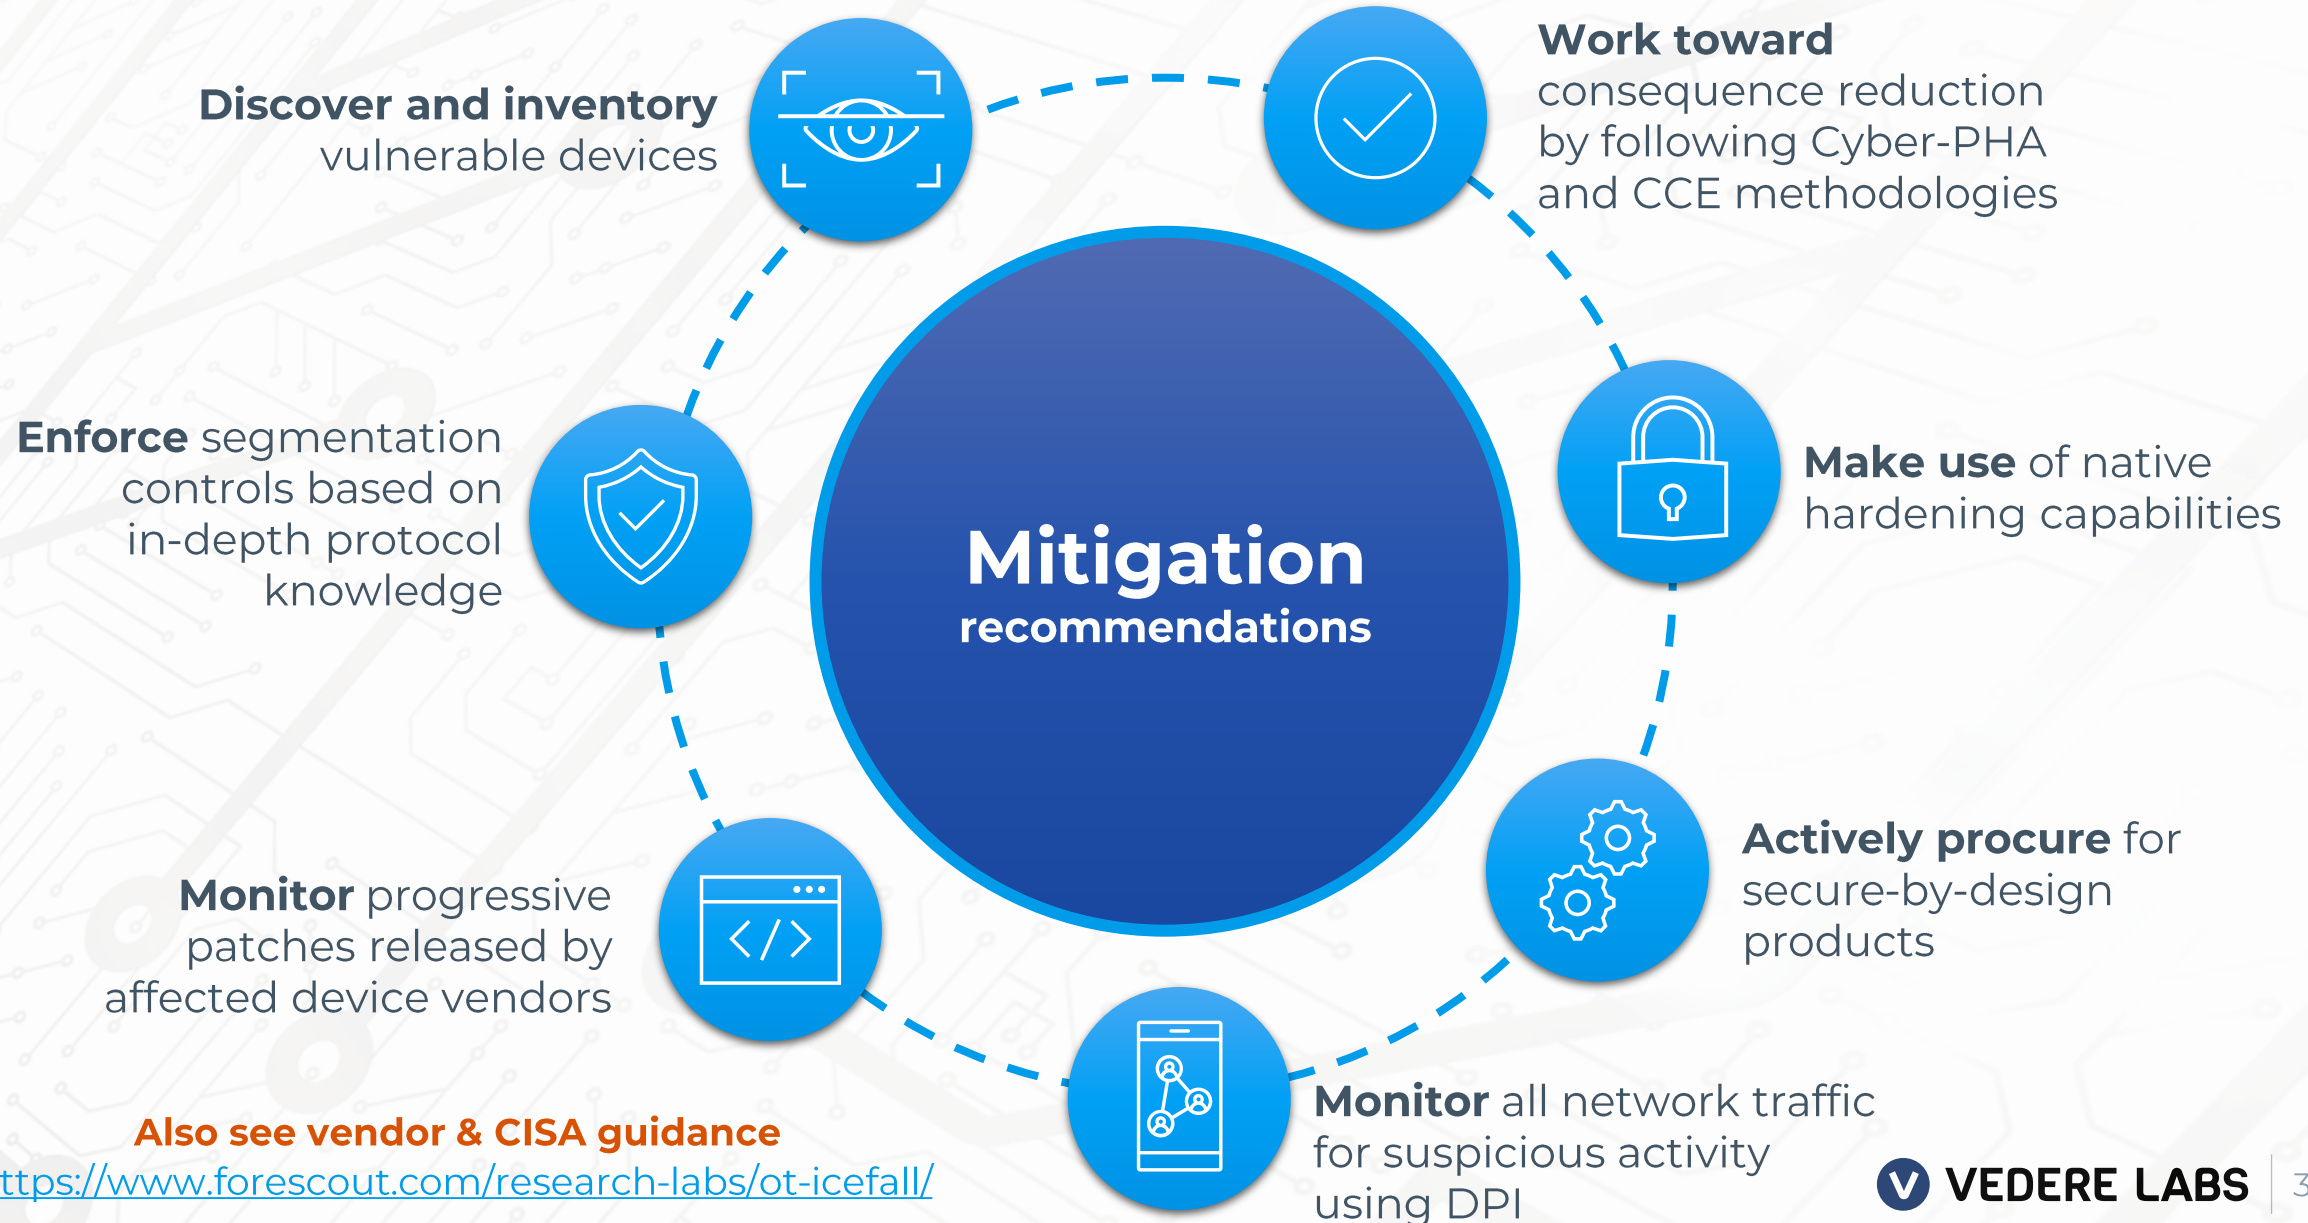 Discover and inventory
vulnerable devices
Work toward
consequence reduction
by following Cyber-PHA
and CCE methodologies
Enforce segmentation
controls based on
in-depth protocol
knowledge
Make use of native
hardening capabilities
Mitigation
recommendations
Monitor progressive
patches released by
affected device vendors
Actively procure for
secure-by-design
products
Monitor all network traffic
for suspicious activity
using DPI
Also see vendor & CISA guidance
ttps://www.forescout.com/research-labs/ot-icefall/
VEDERE LABS